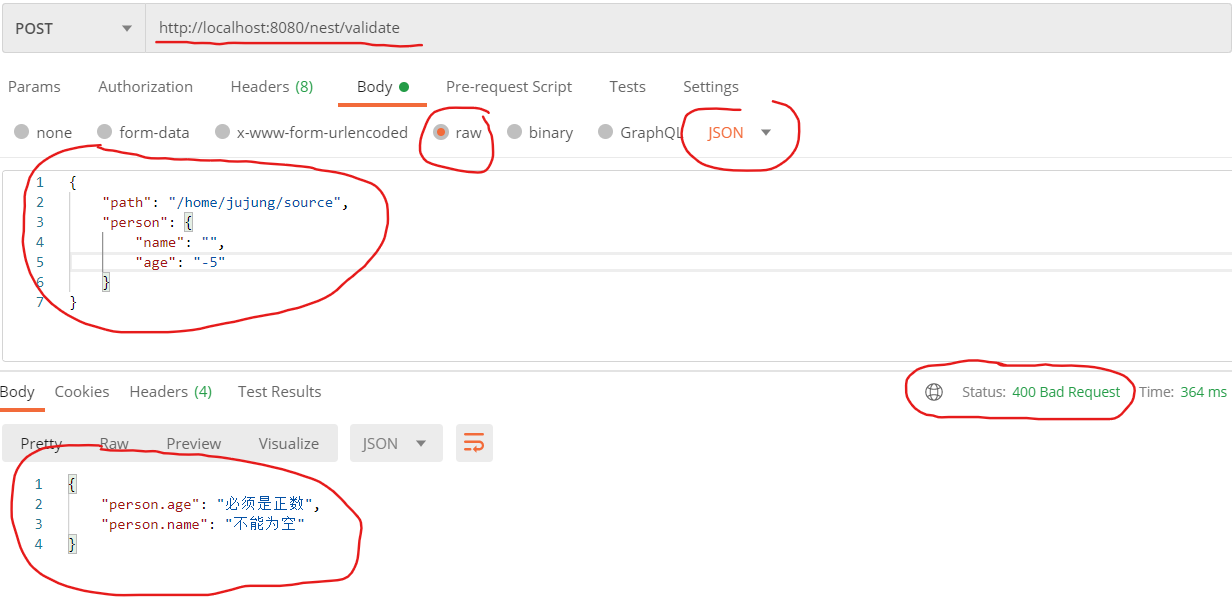 POST http://localhost:8080/nest/validate
Params Authorization Headers (8) Body Pre-request Script Tests Settings
none form-data x-www-form-urlencoded raw binary GraphQL JSON
1 {
2 "path": "/home/jujung/source",
3 "person": {
4 "name": "",
5 "age": "-5"
6 }
7 }
Body Cookies Headers (4) Test Results Status: 400 Bad Request Time: 364 ms
Pretty Raw Preview Visualize JSON
1 {
2 "person.age": "必须是正数",
3 "person.name": "不能为空"
4 }